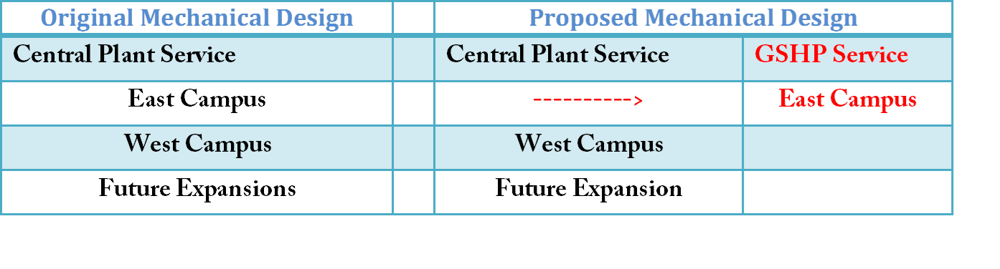 Original Mechanical Design Proposed Mechanical Design
Central Plant Service Central Plant Service GSHP Service
East Campus ----------> East Campus
West Campus West Campus
Future Expansions Future Expansion